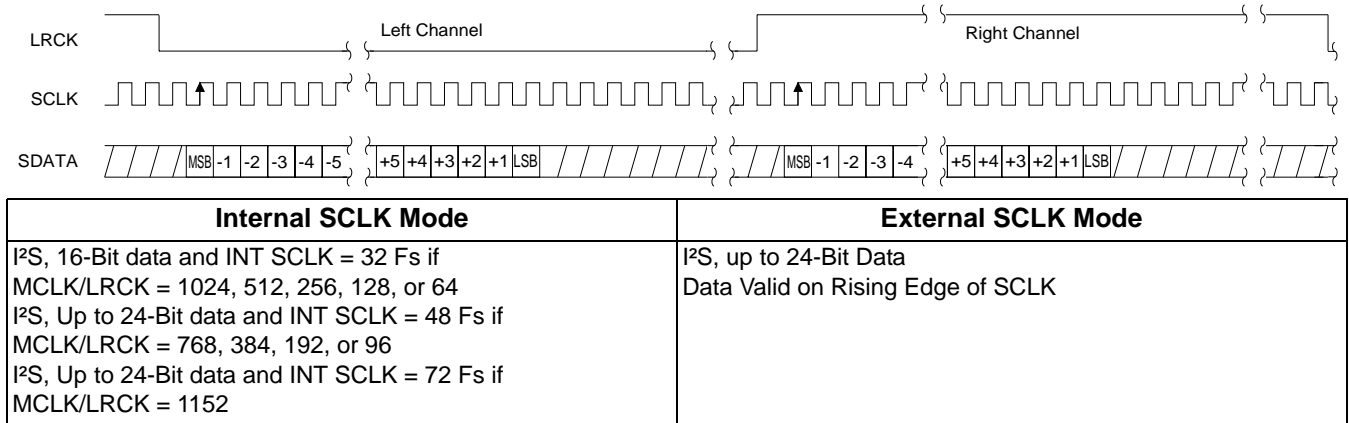 LRCK Left Channel Right Channel
SCLK
SDATA MSB -1 -2 -3 -4 -5 +5 +4 +3 +2 +1 LSB MSB -1 -2 -3 -4 +5 +4 +3 +2 +1 LSB
Internal SCLK Mode External SCLK Mode
I²S, 16-Bit data and INT SCLK = 32 Fs if
MCLK/LRCK = 1024, 512, 256, 128, or 64
I²S, Up to 24-Bit data and INT SCLK = 48 Fs if
MCLK/LRCK = 768, 384, 192, or 96
I²S, Up to 24-Bit data and INT SCLK = 72 Fs if
MCLK/LRCK = 1152
I²S, up to 24-Bit Data
Data Valid on Rising Edge of SCLK